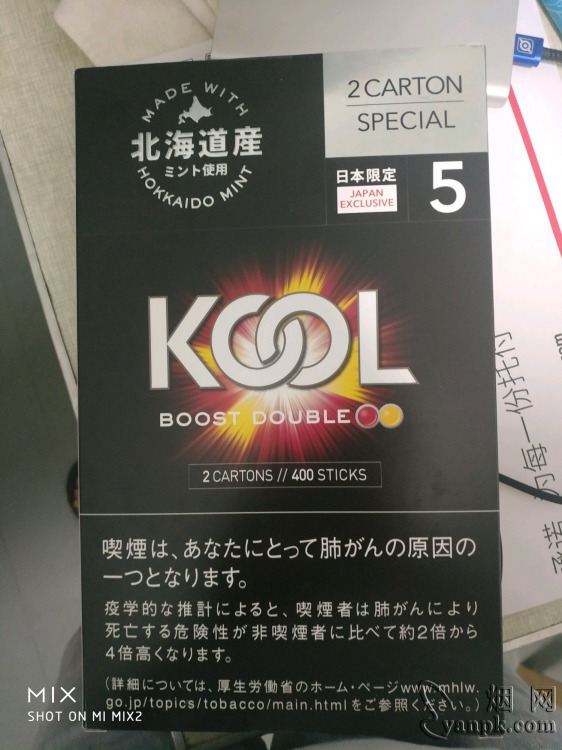 MADE WITH
北海道産
ミント使用
HOKKAIDO MINT
2 CARTON
SPECIAL
日本限定
JAPAN
EXCLUSIVE
5
KOOL
BOOST DOUBLE
2 CARTONS // 400 STICKS
喫煙は、あなたにとって肺がんの原因の
一つとなります。
疫学的な推計によると、喫煙者は肺がんにより
死亡する危険性が非喫煙者に比べて約2倍から
4倍高くなります。
(詳細については、厚生労働省のホーム・ページwww.mhlw.
go.jp/topics/tobacco/main.htmlをご参照ください。)
为每一份托付
承诺
MIX
SHOT ON MI MIX2
烟网
yanpk.com